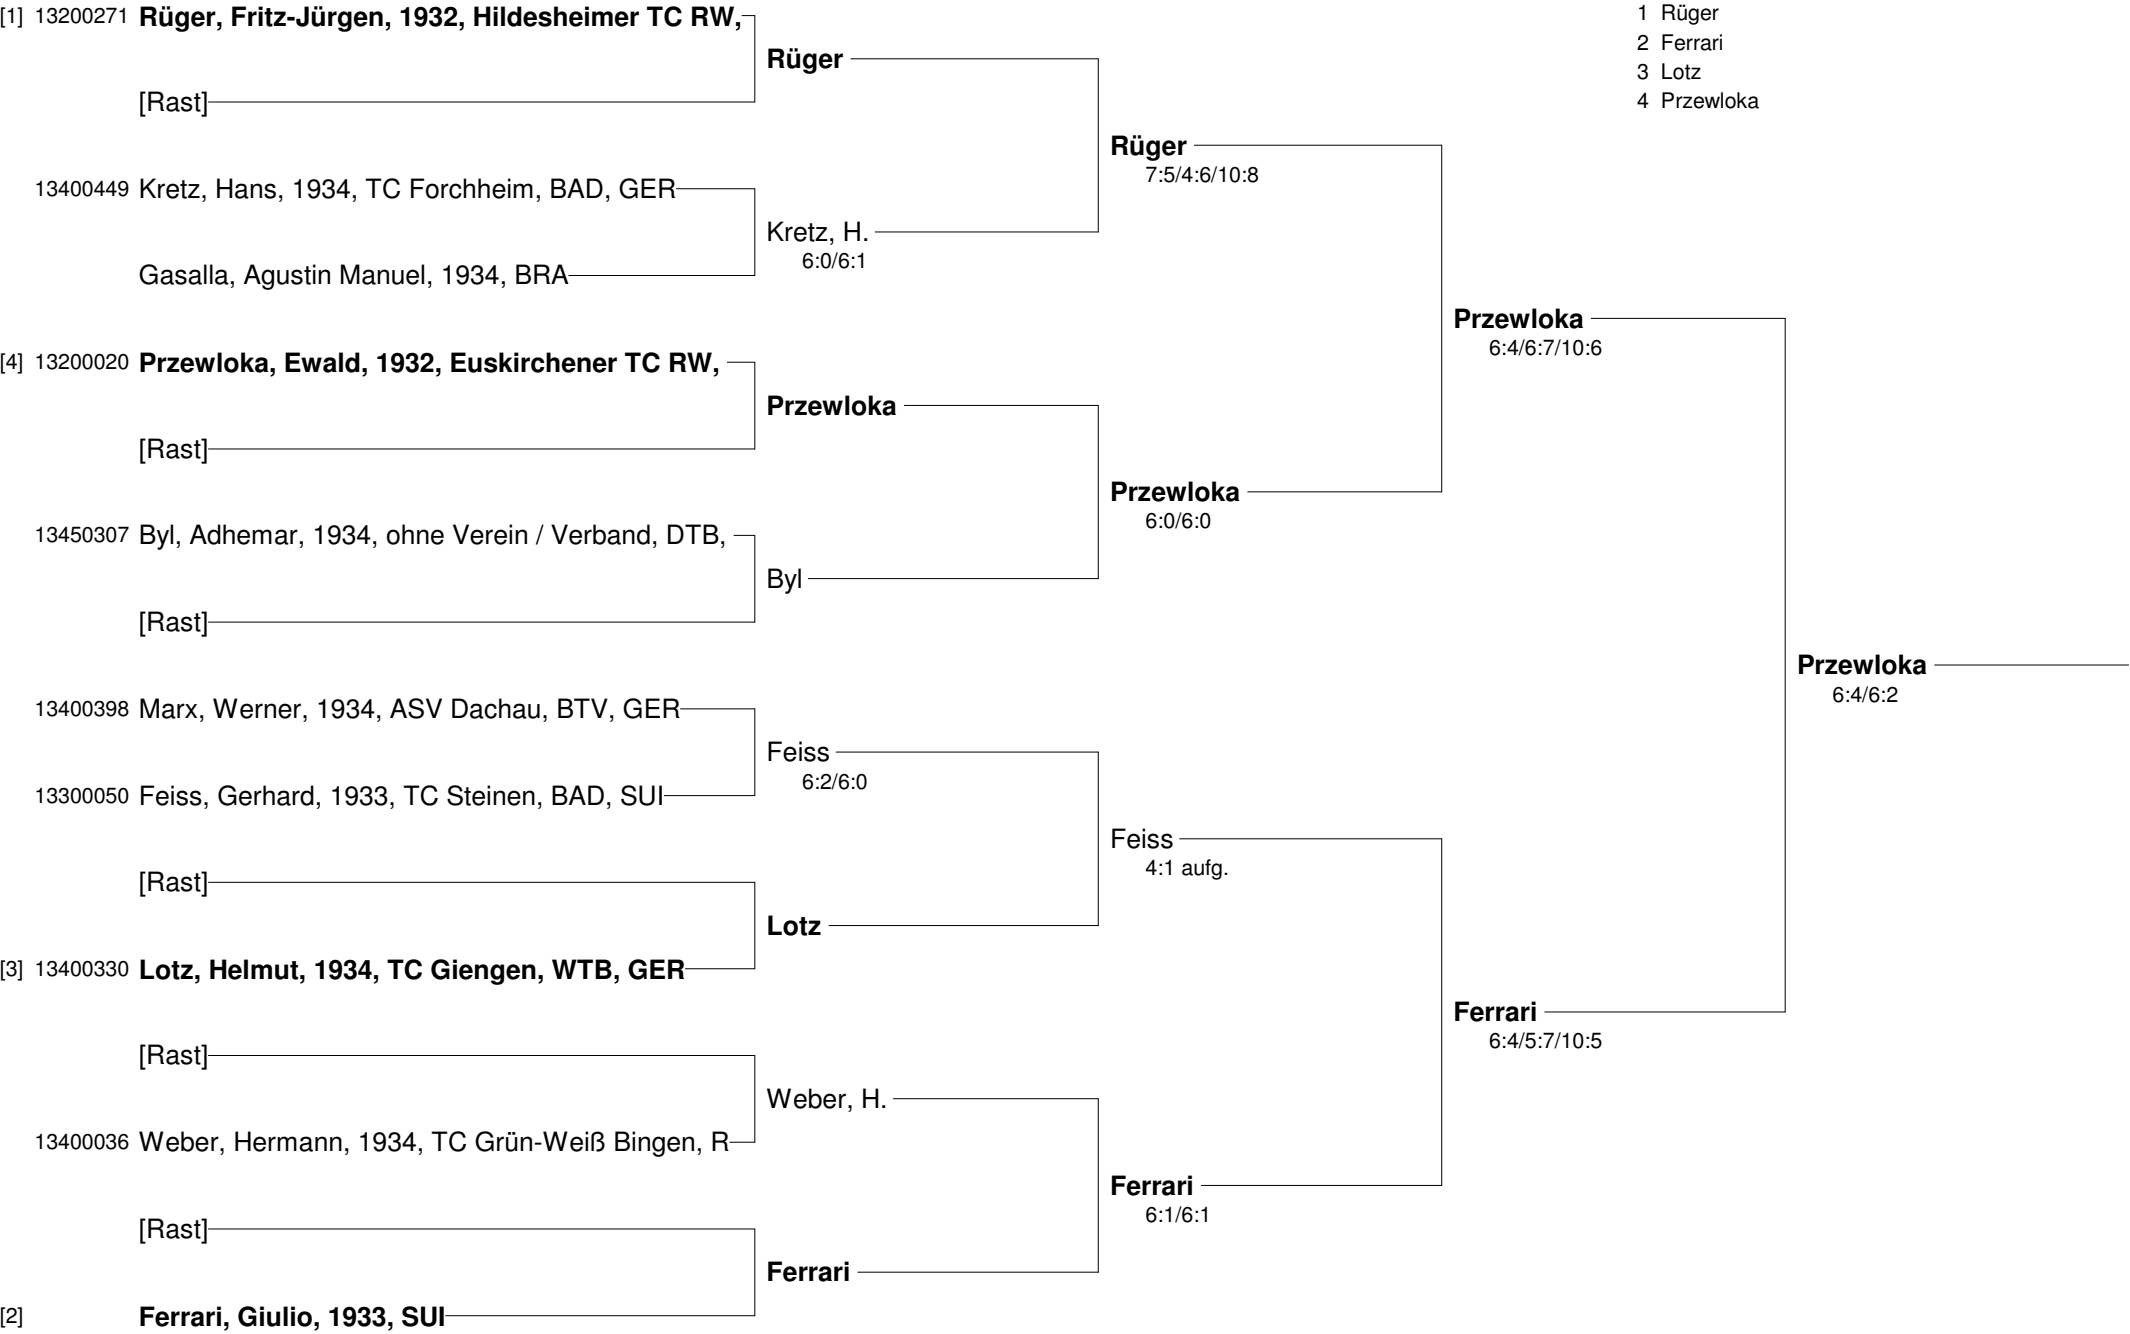 [1] 13200271 Rüger, Fritz-Jürgen, 1932, Hildesheimer TC RW,
1 Rüger
2 Ferrari
3 Lotz
4 Przewloka
Rüger
[Rast]
Rüger
7:5/4:6/10:8
13400449 Kretz, Hans, 1934, TC Forchheim, BAD, GER
Kretz, H.
6:0/6:1
Gasalla, Agustin Manuel, 1934, BRA
Przewloka
6:4/6:7/10:6
[4] 13200020 Przewloka, Ewald, 1932, Euskirchener TC RW,
Przewloka
[Rast]
Przewloka
6:0/6:0
13450307 Byl, Adhemar, 1934, ohne Verein / Verband, DTB,
Byl
[Rast]
Przewloka
6:4/6:2
13400398 Marx, Werner, 1934, ASV Dachau, BTV, GER
Feiss
6:2/6:0
13300050 Feiss, Gerhard, 1933, TC Steinen, BAD, SUI
Feiss
4:1 aufg.
[Rast]
Lotz
[3] 13400330 Lotz, Helmut, 1934, TC Giengen, WTB, GER
Ferrari
6:4/5:7/10:5
[Rast]
Weber, H.
13400036 Weber, Hermann, 1934, TC Grün-Weiß Bingen, R
Ferrari
6:1/6:1
[Rast]
Ferrari
[2] Ferrari, Giulio, 1933, SUI